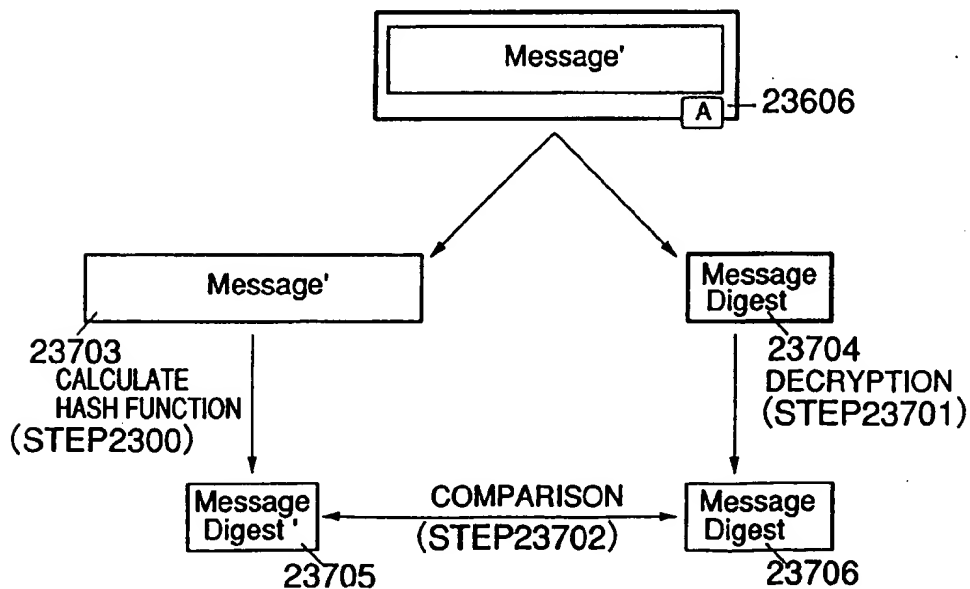 Message'
A
23606
Message'
Message
Digest
23703
23704
CALCULATE
HASH FUNCTION
(STEP2300)
DECRYPTION
(STEP23701)
Message
Digest '
COMPARISON
(STEP23702)
Message
Digest
23705
23706